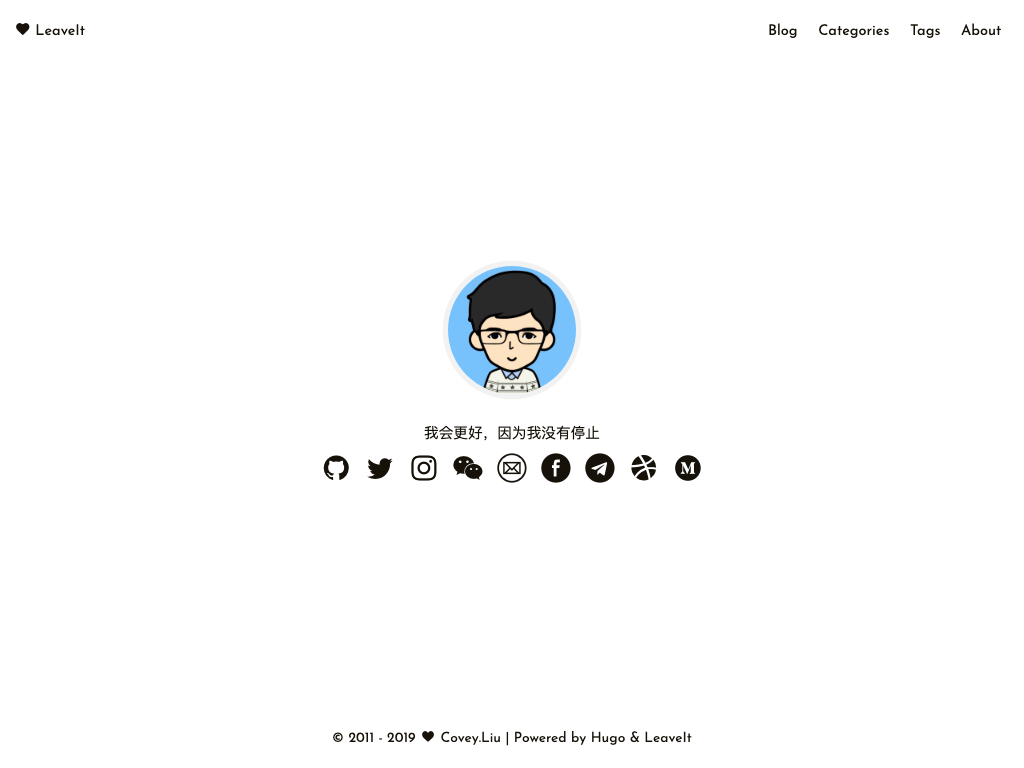 LeaveIt
Blog Categories Tags About
我会更好，因为我没有停止
© 2011 - 2019 Covey.Liu | Powered by Hugo & LeaveIt